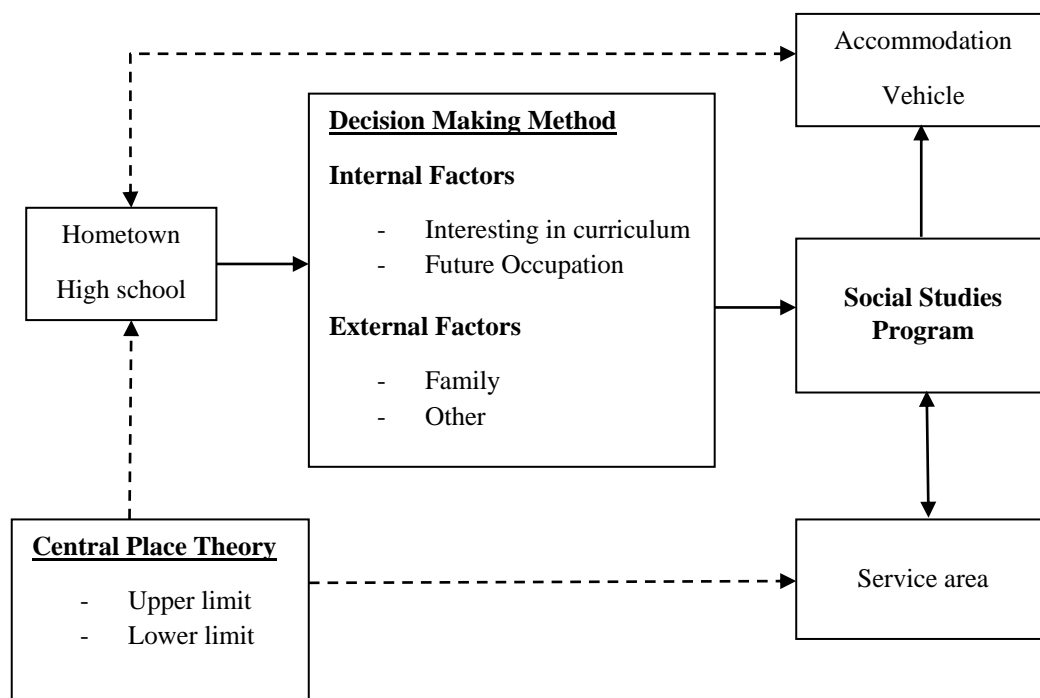 Accommodation
Vehicle
Decision Making Method
Internal Factors
- Interesting in curriculum
- Future Occupation
External Factors
- Family
- Other
Hometown
High school
Social Studies
Program
Central Place Theory
- Upper limit
- Lower limit
Service area